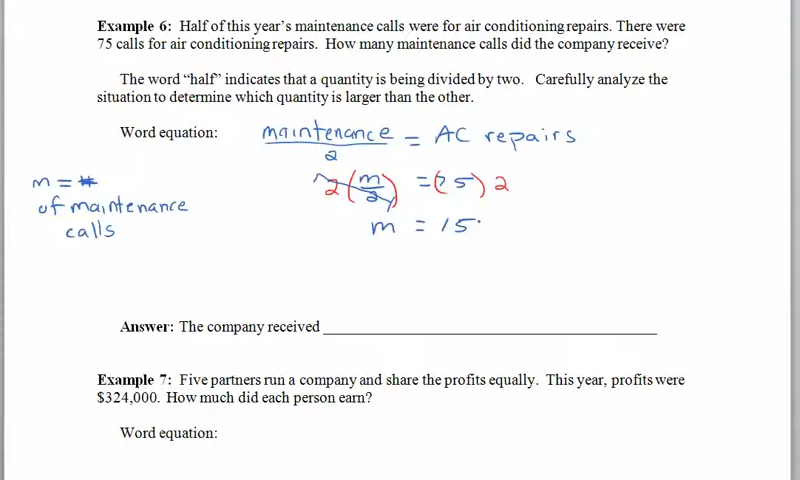 Example 6: Half of this year's maintenance calls were for air conditioning repairs. There were
75 calls for air conditioning repairs. How many maintenance calls did the company receive?
The word "half" indicates that a quantity is being divided by two. Carefully analyze the
situation to determine which quantity is larger than the other.
Word equation: maintenance/2 = AC repairs
m = #
of maintenance
calls
2(m/2) = (75)2
m = 15
Answer: The company received ____________________
Example 7: Five partners run a company and share the profits equally. This year, profits were
$324,000. How much did each person earn?
Word equation: